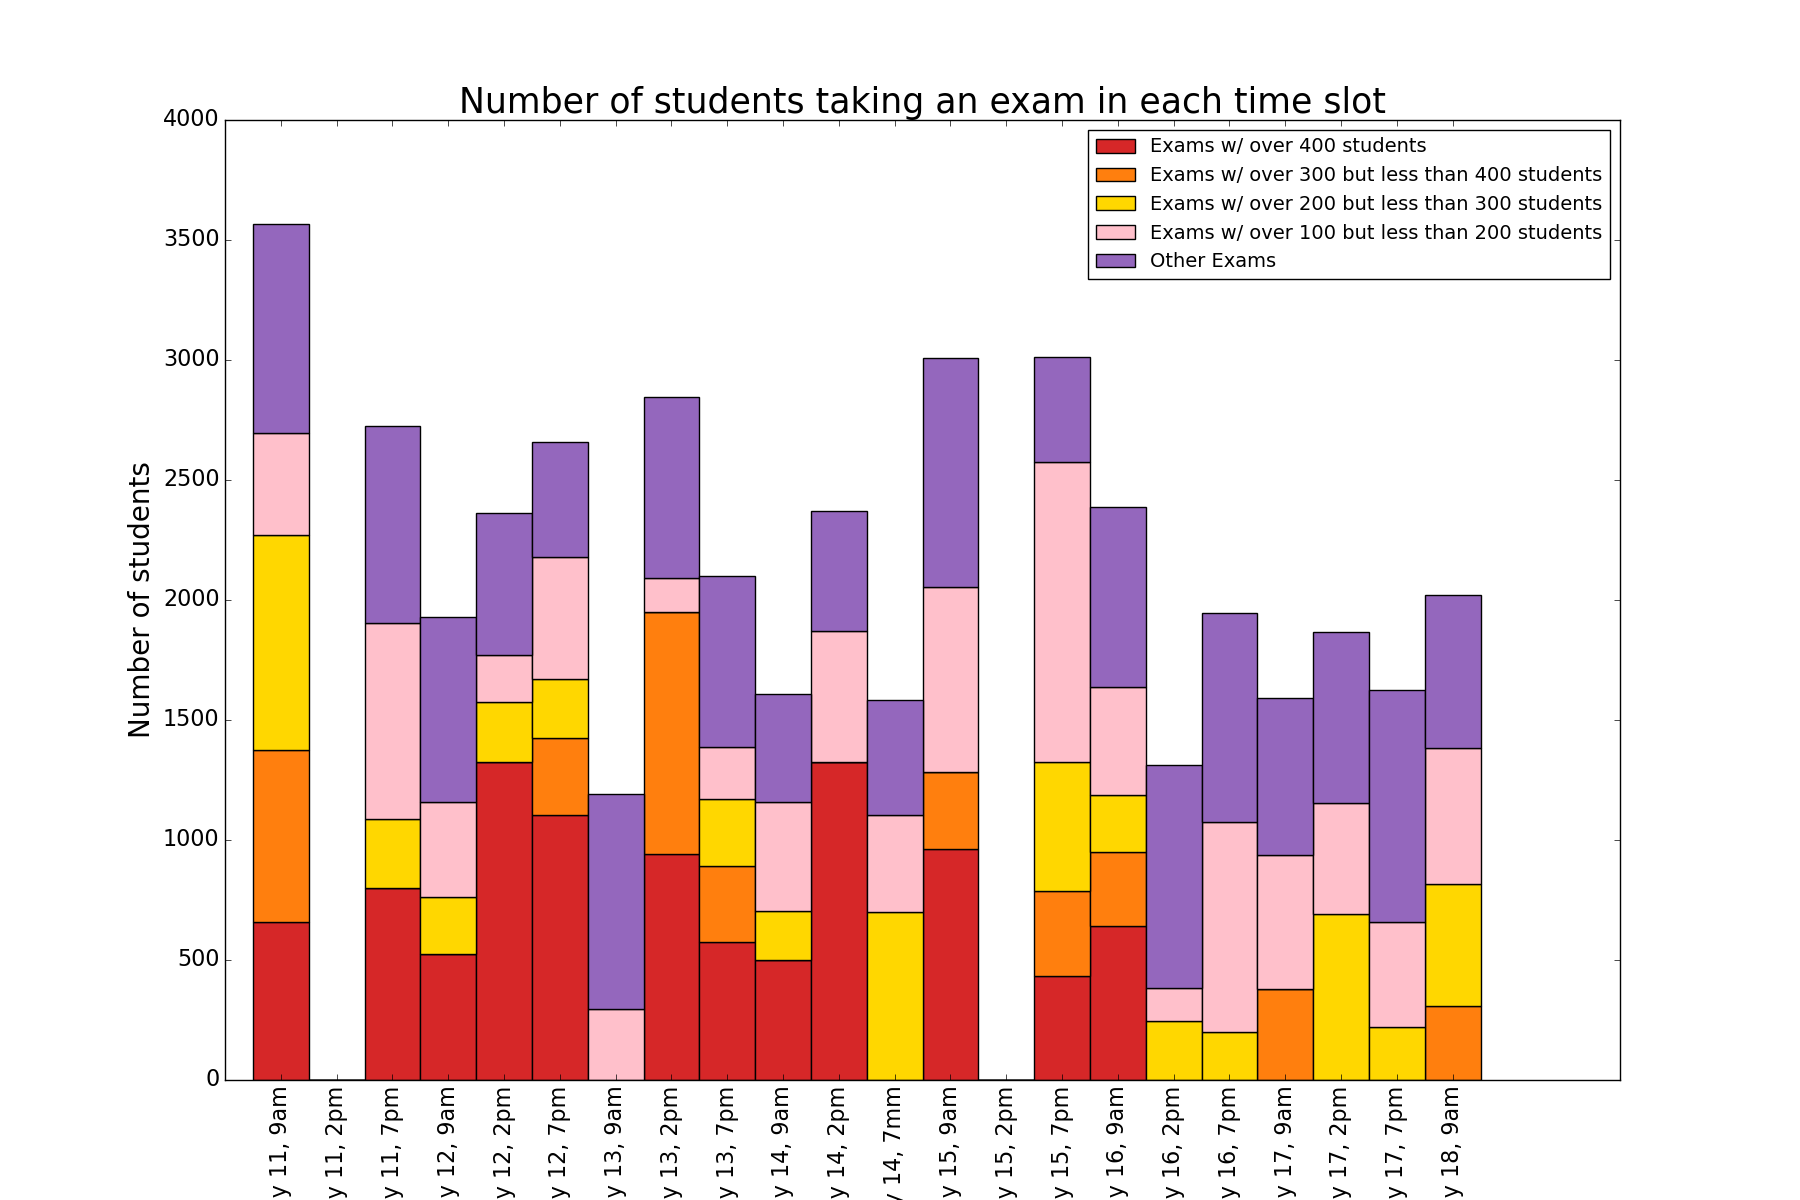 Number of students taking an exam in each time slot
Number of students
4000
3500
3000
2500
2000
1500
1000
500
0
Exams w/ over 400 students
Exams w/ over 300 but less than 400 students
Exams w/ over 200 but less than 300 students
Exams w/ over 100 but less than 200 students
Other Exams
y 11, 9am
y 11, 2pm
y 11, 7pm
y 12, 9am
y 12, 2pm
y 12, 7pm
y 13, 9am
y 13, 2pm
y 13, 7pm
y 14, 9am
y 14, 2pm
y 14, 7mm
y 15, 9am
y 15, 2pm
y 15, 7pm
y 16, 9am
y 16, 2pm
y 16, 7pm
y 17, 9am
y 17, 2pm
y 17, 7pm
y 18, 9am